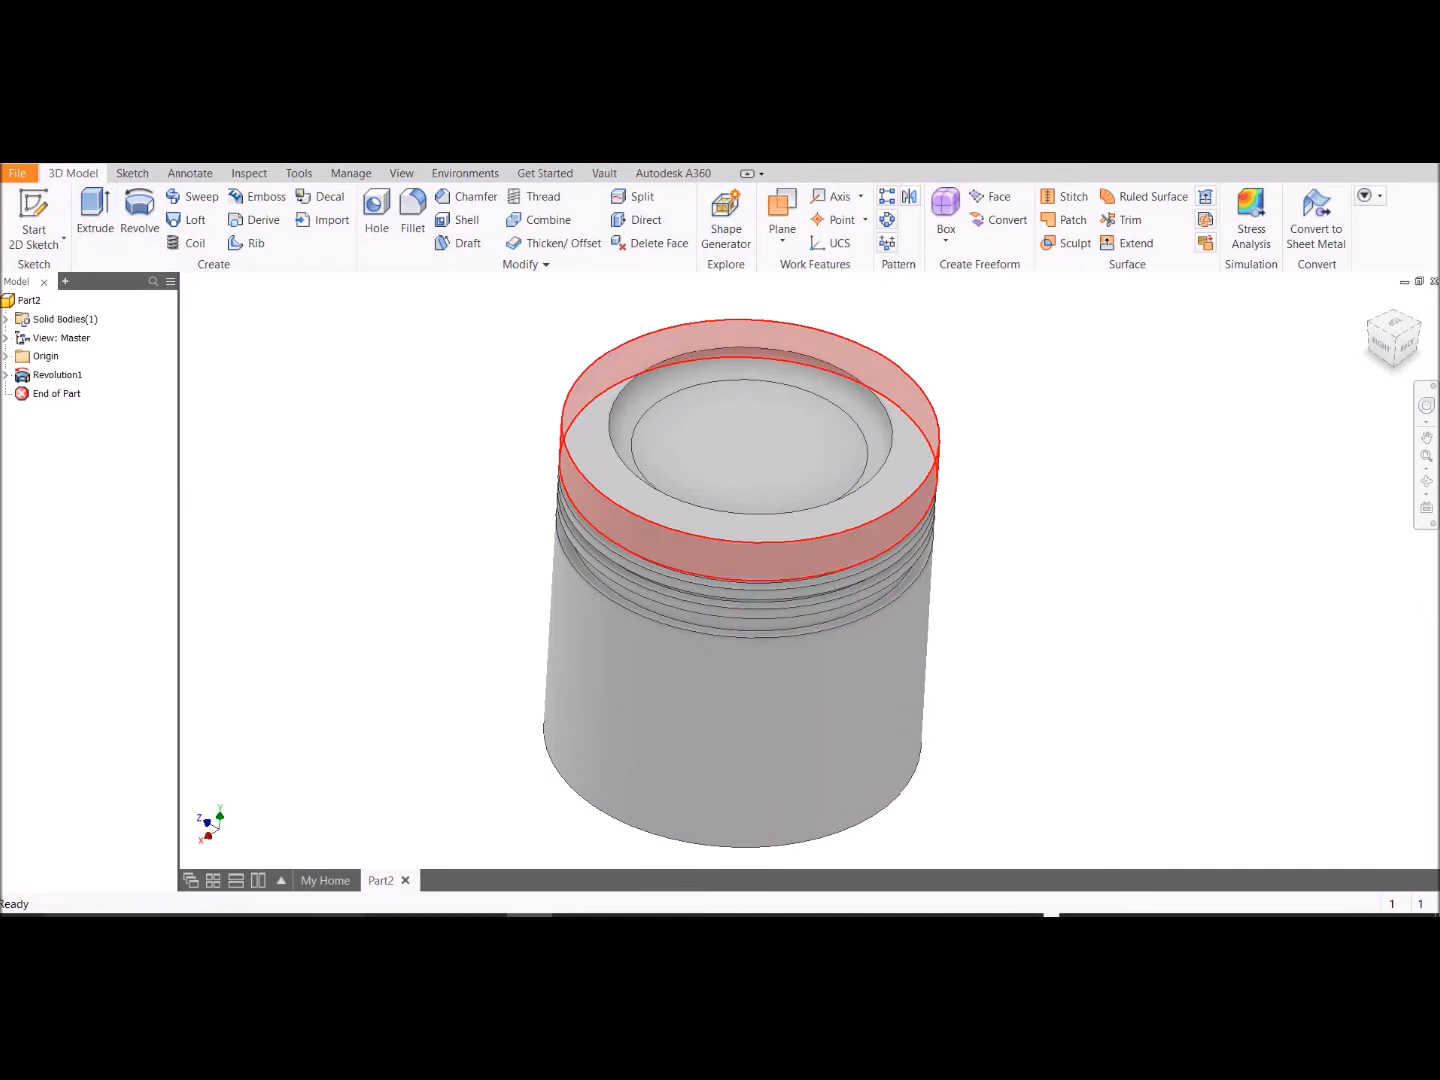 File 3D Model Sketch Annotate Inspect Tools Manage View Environments Get Started Vault Autodesk A360
Start 2D Sketch Extrude Revolve Sweep Emboss Decal Hole Fillet Chamfer Thread Split Shape Generator Plane Axis Box Face Stitch Ruled Surface Stress Analysis Convert to Sheet Metal
Loft Derive Import Shell Combine Direct Point Convert Patch Trim
Coil Rib Draft Thicken/ Offset Delete Face UCS Sculpt Extend
Sketch Create Modify Explore Work Features Pattern Create Freeform Surface Simulation Convert
Model
Part2
Solid Bodies(1)
View: Master
Origin
Revolution1
End of Part
TOP
RIGHT
BACK
Y
Z
X
My Home Part2
Ready 1 1